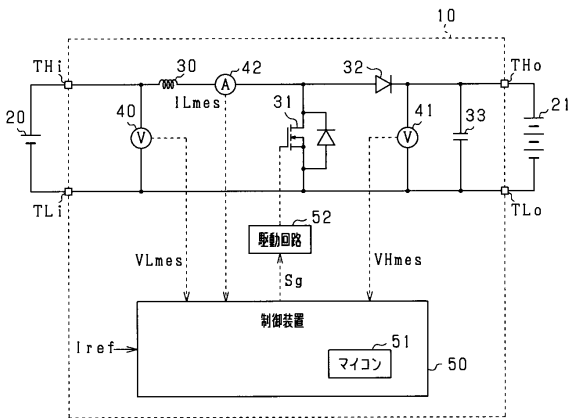 10
THi
30
42
32
THo
ILmes
20
40
A
31
41
33
21
V
V
TLi
TLo
52
駆動回路
VLmes
Sg
VHmes
制御装置
51
マイコン
Iref
50